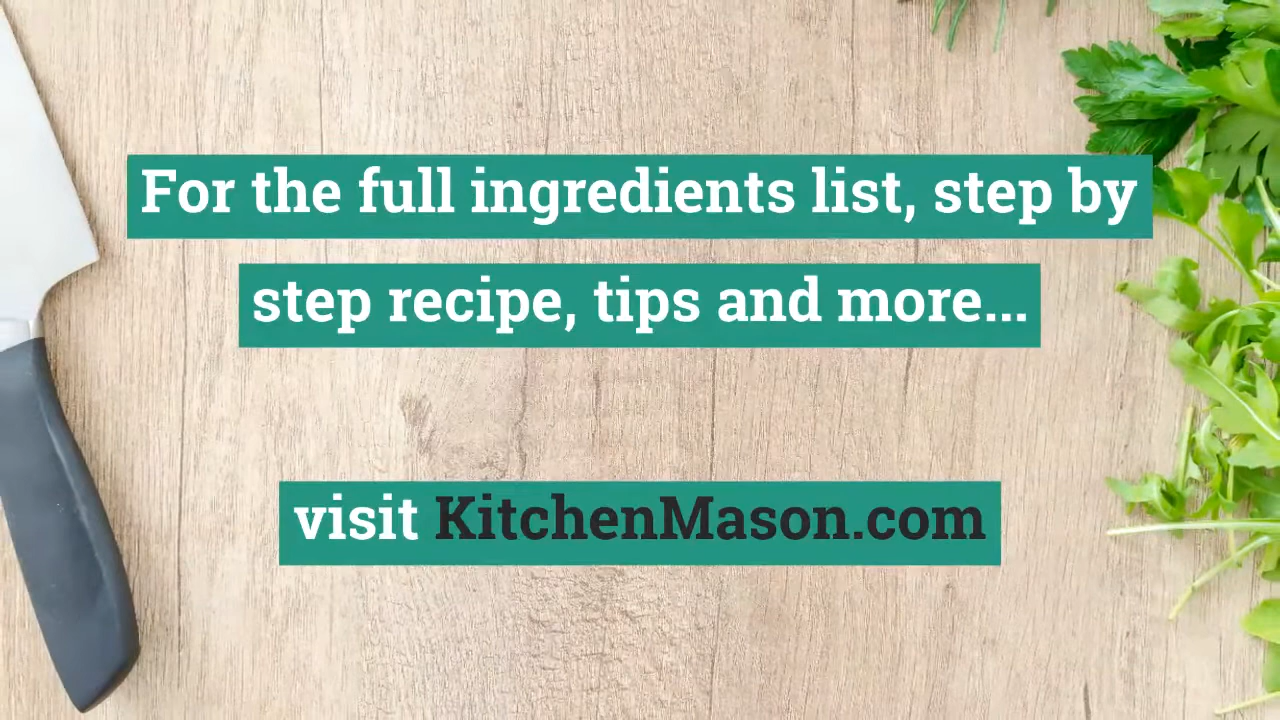 For the full ingredients list, step by
step recipe, tips and more...
visit KitchenMason.com